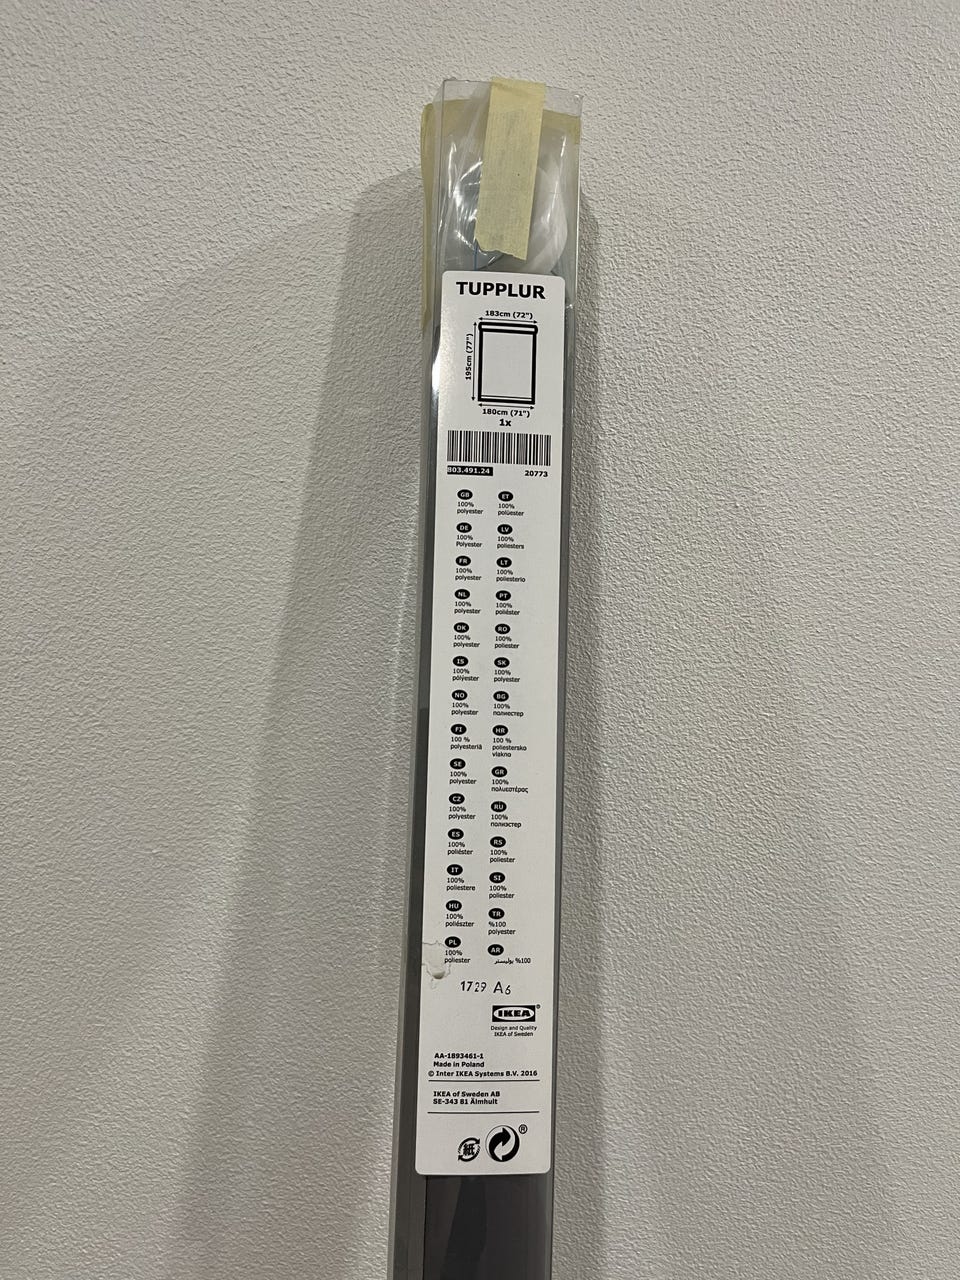 TUPPLUR
183cm (72")
195cm (77")
180cm (71")
1x
803.491.24
20773
GB
100%
polyester
DE
100%
Polyester
FR
100%
polyester
NL
100%
polyester
DK
100%
polyester
IS
100%
pólýester
NO
100%
polyester
FI
100 %
polyesteriä
SE
100%
polyester
CZ
100%
polyester
ES
100%
poliéster
IT
100%
poliestere
HU
100%
poliészter
PL
100%
poliester
ET
100%
polüester
LV
100%
poliesters
LT
100%
poliesterio
PT
100%
poliéster
RO
100%
poliester
SK
100%
polyester
BG
100%
полиестер
HR
100 %
poliestersko
vlakno
GR
100%
πολυεστέρας
RU
100%
полиэстер
RS
100%
poliester
SI
100%
poliester
TR
%100
polyester
AR
%100 بوليستر
1729 A6
IKEA®
Design and Quality
IKEA of Sweden
AA-1893461-1
Made in Poland
© Inter IKEA Systems B.V. 2016
IKEA of Sweden AB
SE-343 81 Älmhult
紙
®